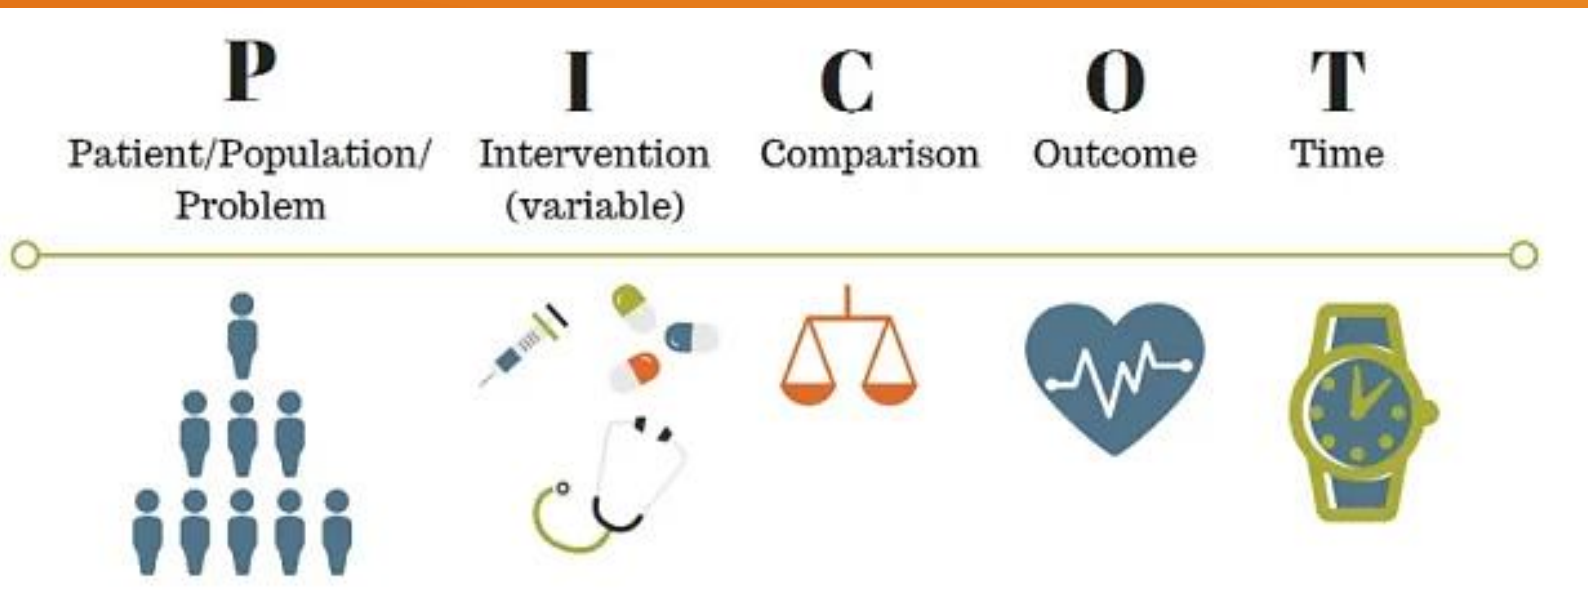 P I C O T
Patient/Population/ Intervention Comparison Outcome Time
Problem (variable)